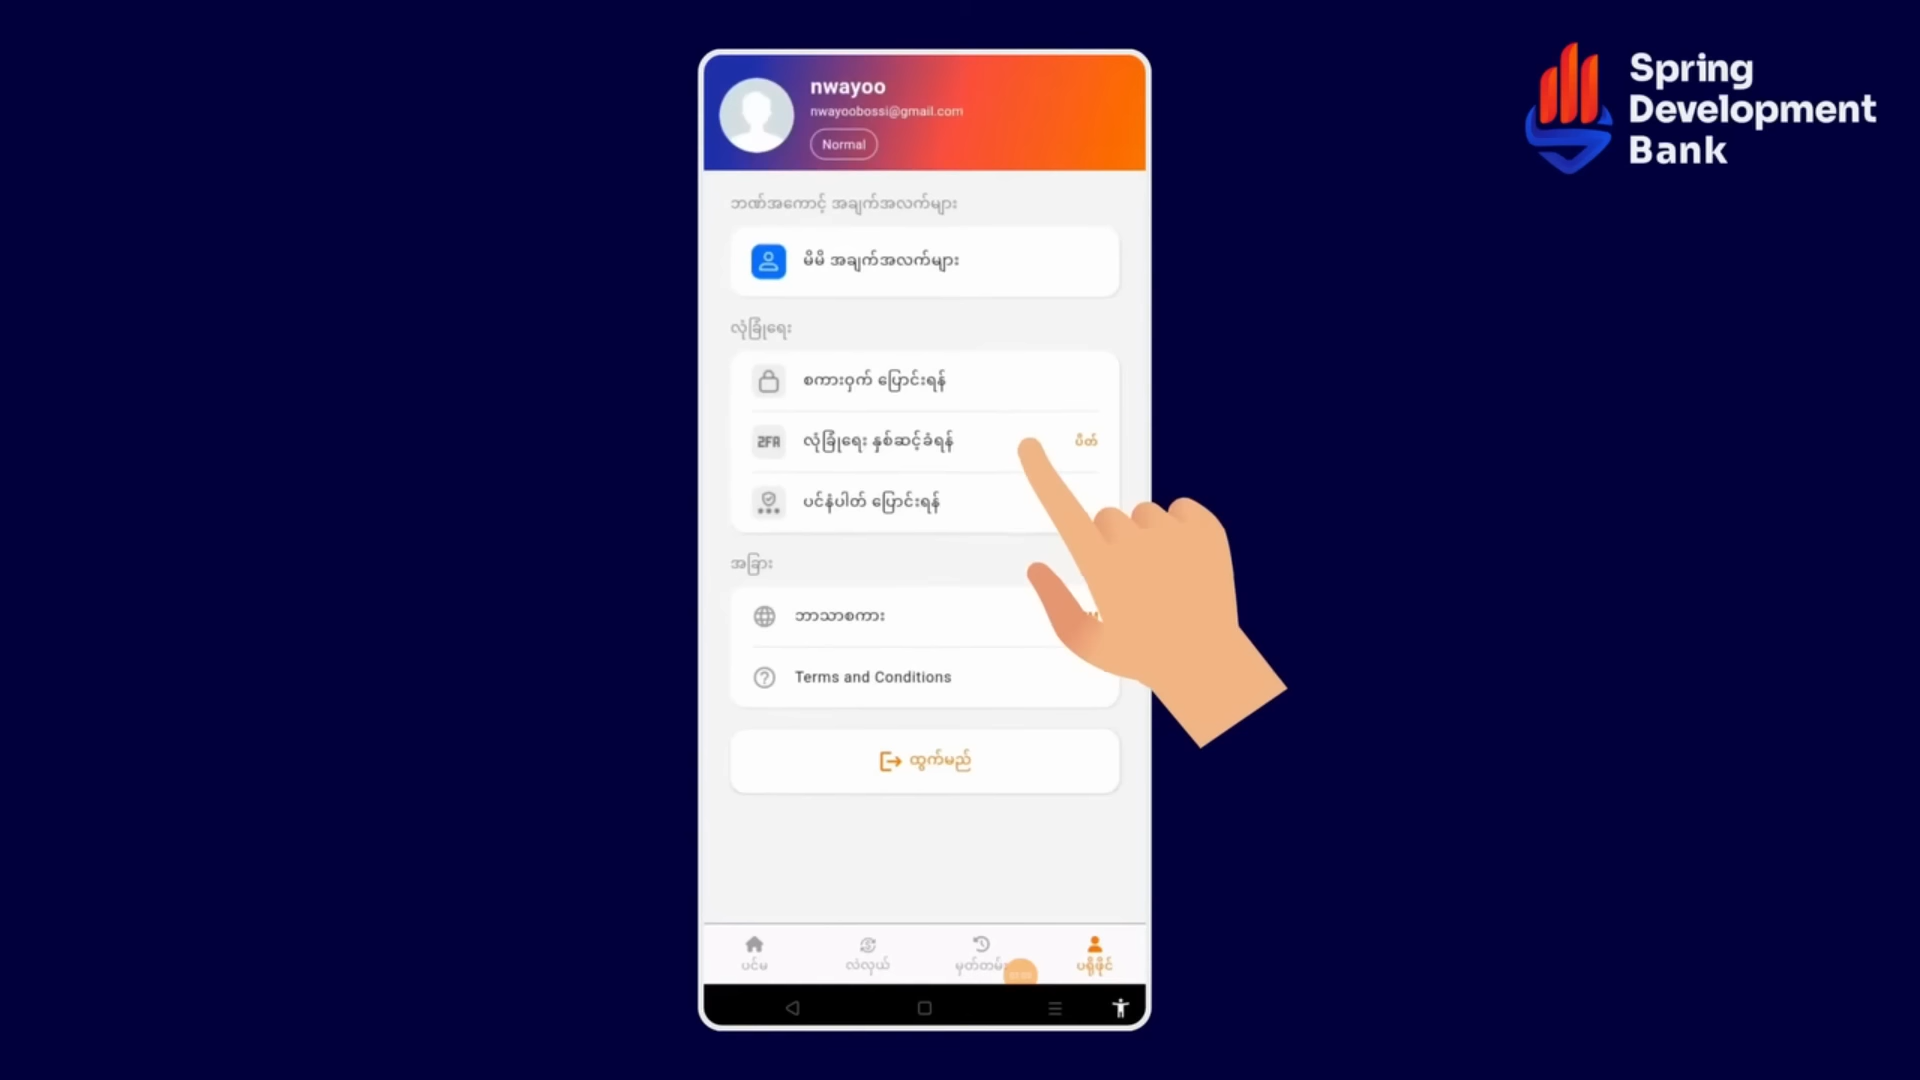 nwayoo
nwayoobossi@gmail.com
Normal
Spring
Development
Bank
ဘဏ်အကောင့် အချက်အလက်များ
မိမိ အချက်အလက်များ
လုံခြုံရေး
စကားဝှက် ပြောင်းရန်
2FA လုံခြုံရေး နှစ်ဆင့်ခံရန် ပိတ်
ပင်နံပါတ် ပြောင်းရန်
အခြား
ဘာသာစကား
Terms and Conditions
ထွက်မည်
ပင်မ လဲလှယ် ပရိုဖိုင်